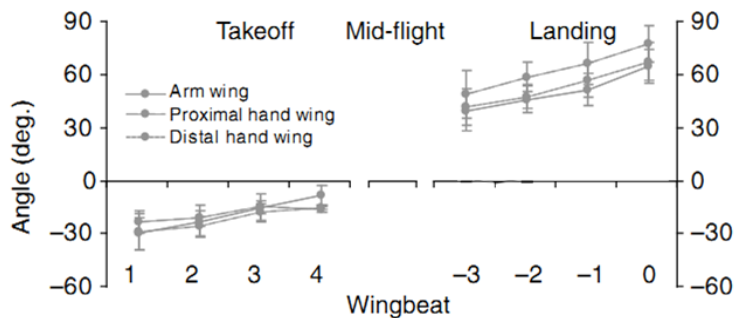 90
60
30
0
–30
–60
Angle (deg.)
Takeoff
Mid-flight
Landing
Arm wing
Proximal hand wing
Distal hand wing
1 2 3 4
–3 –2 –1 0
Wingbeat
90
60
30
0
–30
–60